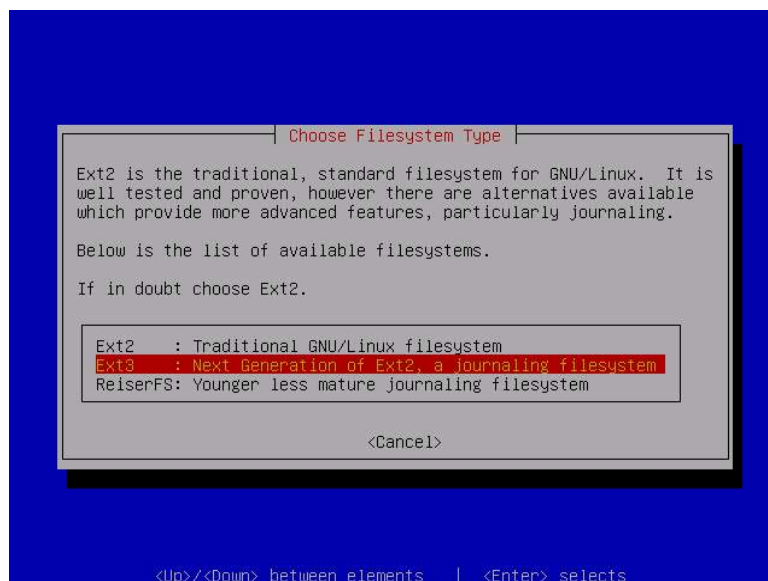 Choose Filesystem Type
Ext2 is the traditional, standard filesystem for GNU/Linux.  It is
well tested and proven, however there are alternatives available
which provide more advanced features, particularly journaling.
Below is the list of available filesystems.
If in doubt choose Ext2.
Ext2    : Traditional GNU/Linux filesystem
Ext3    : Next Generation of Ext2, a journaling filesystem
ReiserFS: Younger less mature journaling filesystem
<Cancel>
<Up>/<Down> between elements   |  <Enter> selects